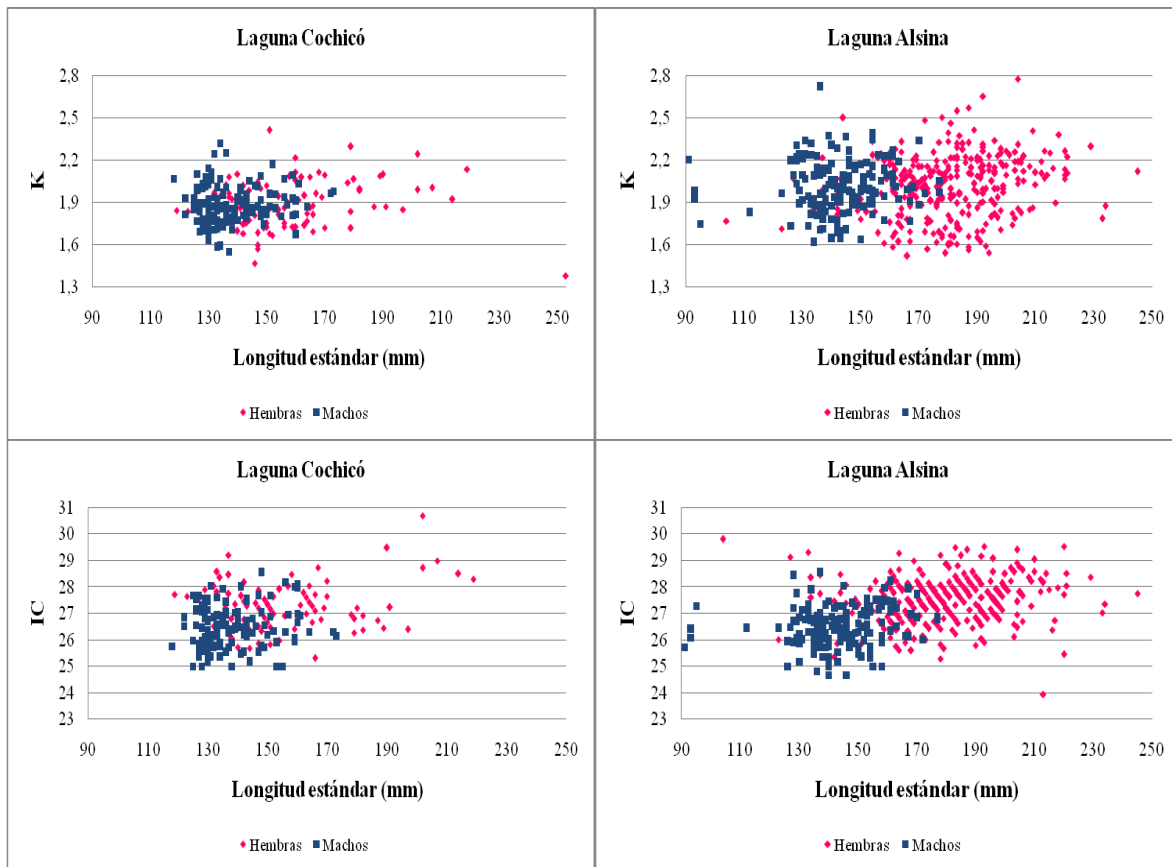 Laguna Cochicó
K
2,8
2,5
2,2
1,9
1,6
1,3
90 110 130 150 170 190 210 230 250
Longitud estándar (mm)
Hembras Machos
Laguna Alsina
K
2,8
2,5
2,2
1,9
1,6
1,3
90 110 130 150 170 190 210 230 250
Longitud estándar (mm)
Hembras Machos
Laguna Cochicó
IC
31
30
29
28
27
26
25
24
23
90 110 130 150 170 190 210 230 250
Longitud estándar (mm)
Hembras Machos
Laguna Alsina
IC
31
30
29
28
27
26
25
24
23
90 110 130 150 170 190 210 230 250
Longitud estándar (mm)
Hembras Machos